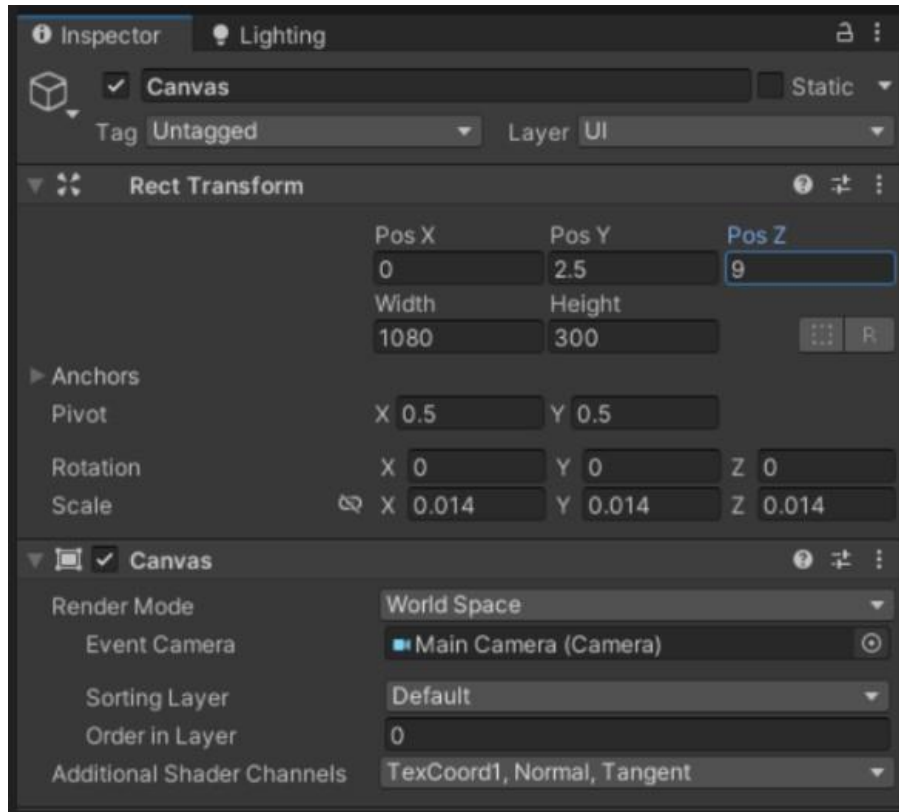 Inspector Lighting
Canvas Static
Tag Untagged Layer UI
Rect Transform
Pos X Pos Y Pos Z
0 2.5 9
Width Height
1080 300
R
Anchors
Pivot X 0.5 Y 0.5
Rotation X 0 Y 0 Z 0
Scale X 0.014 Y 0.014 Z 0.014
Canvas
Render Mode World Space
Event Camera Main Camera (Camera)
Sorting Layer Default
Order in Layer 0
Additional Shader Channels TexCoord1, Normal, Tangent